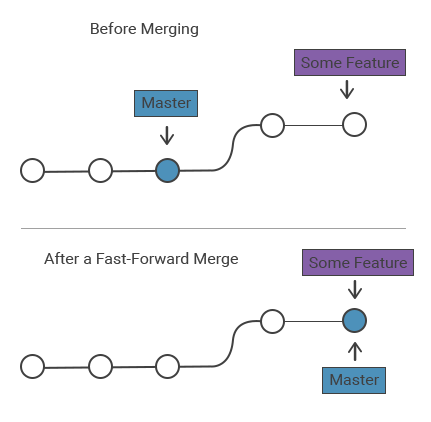 Before Merging
Some Feature
Master
After a Fast-Forward Merge
Some Feature
Master